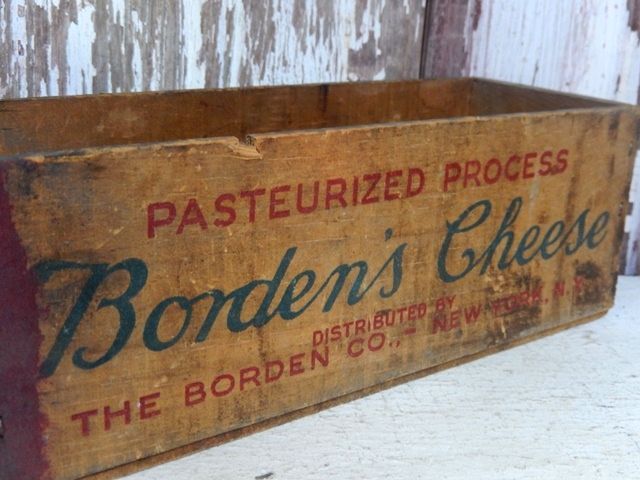 PASTEURIZED PROCESS
Borden's Cheese
DISTRIBUTED BY
THE BORDEN CO.,- NEW YORK, N.Y.